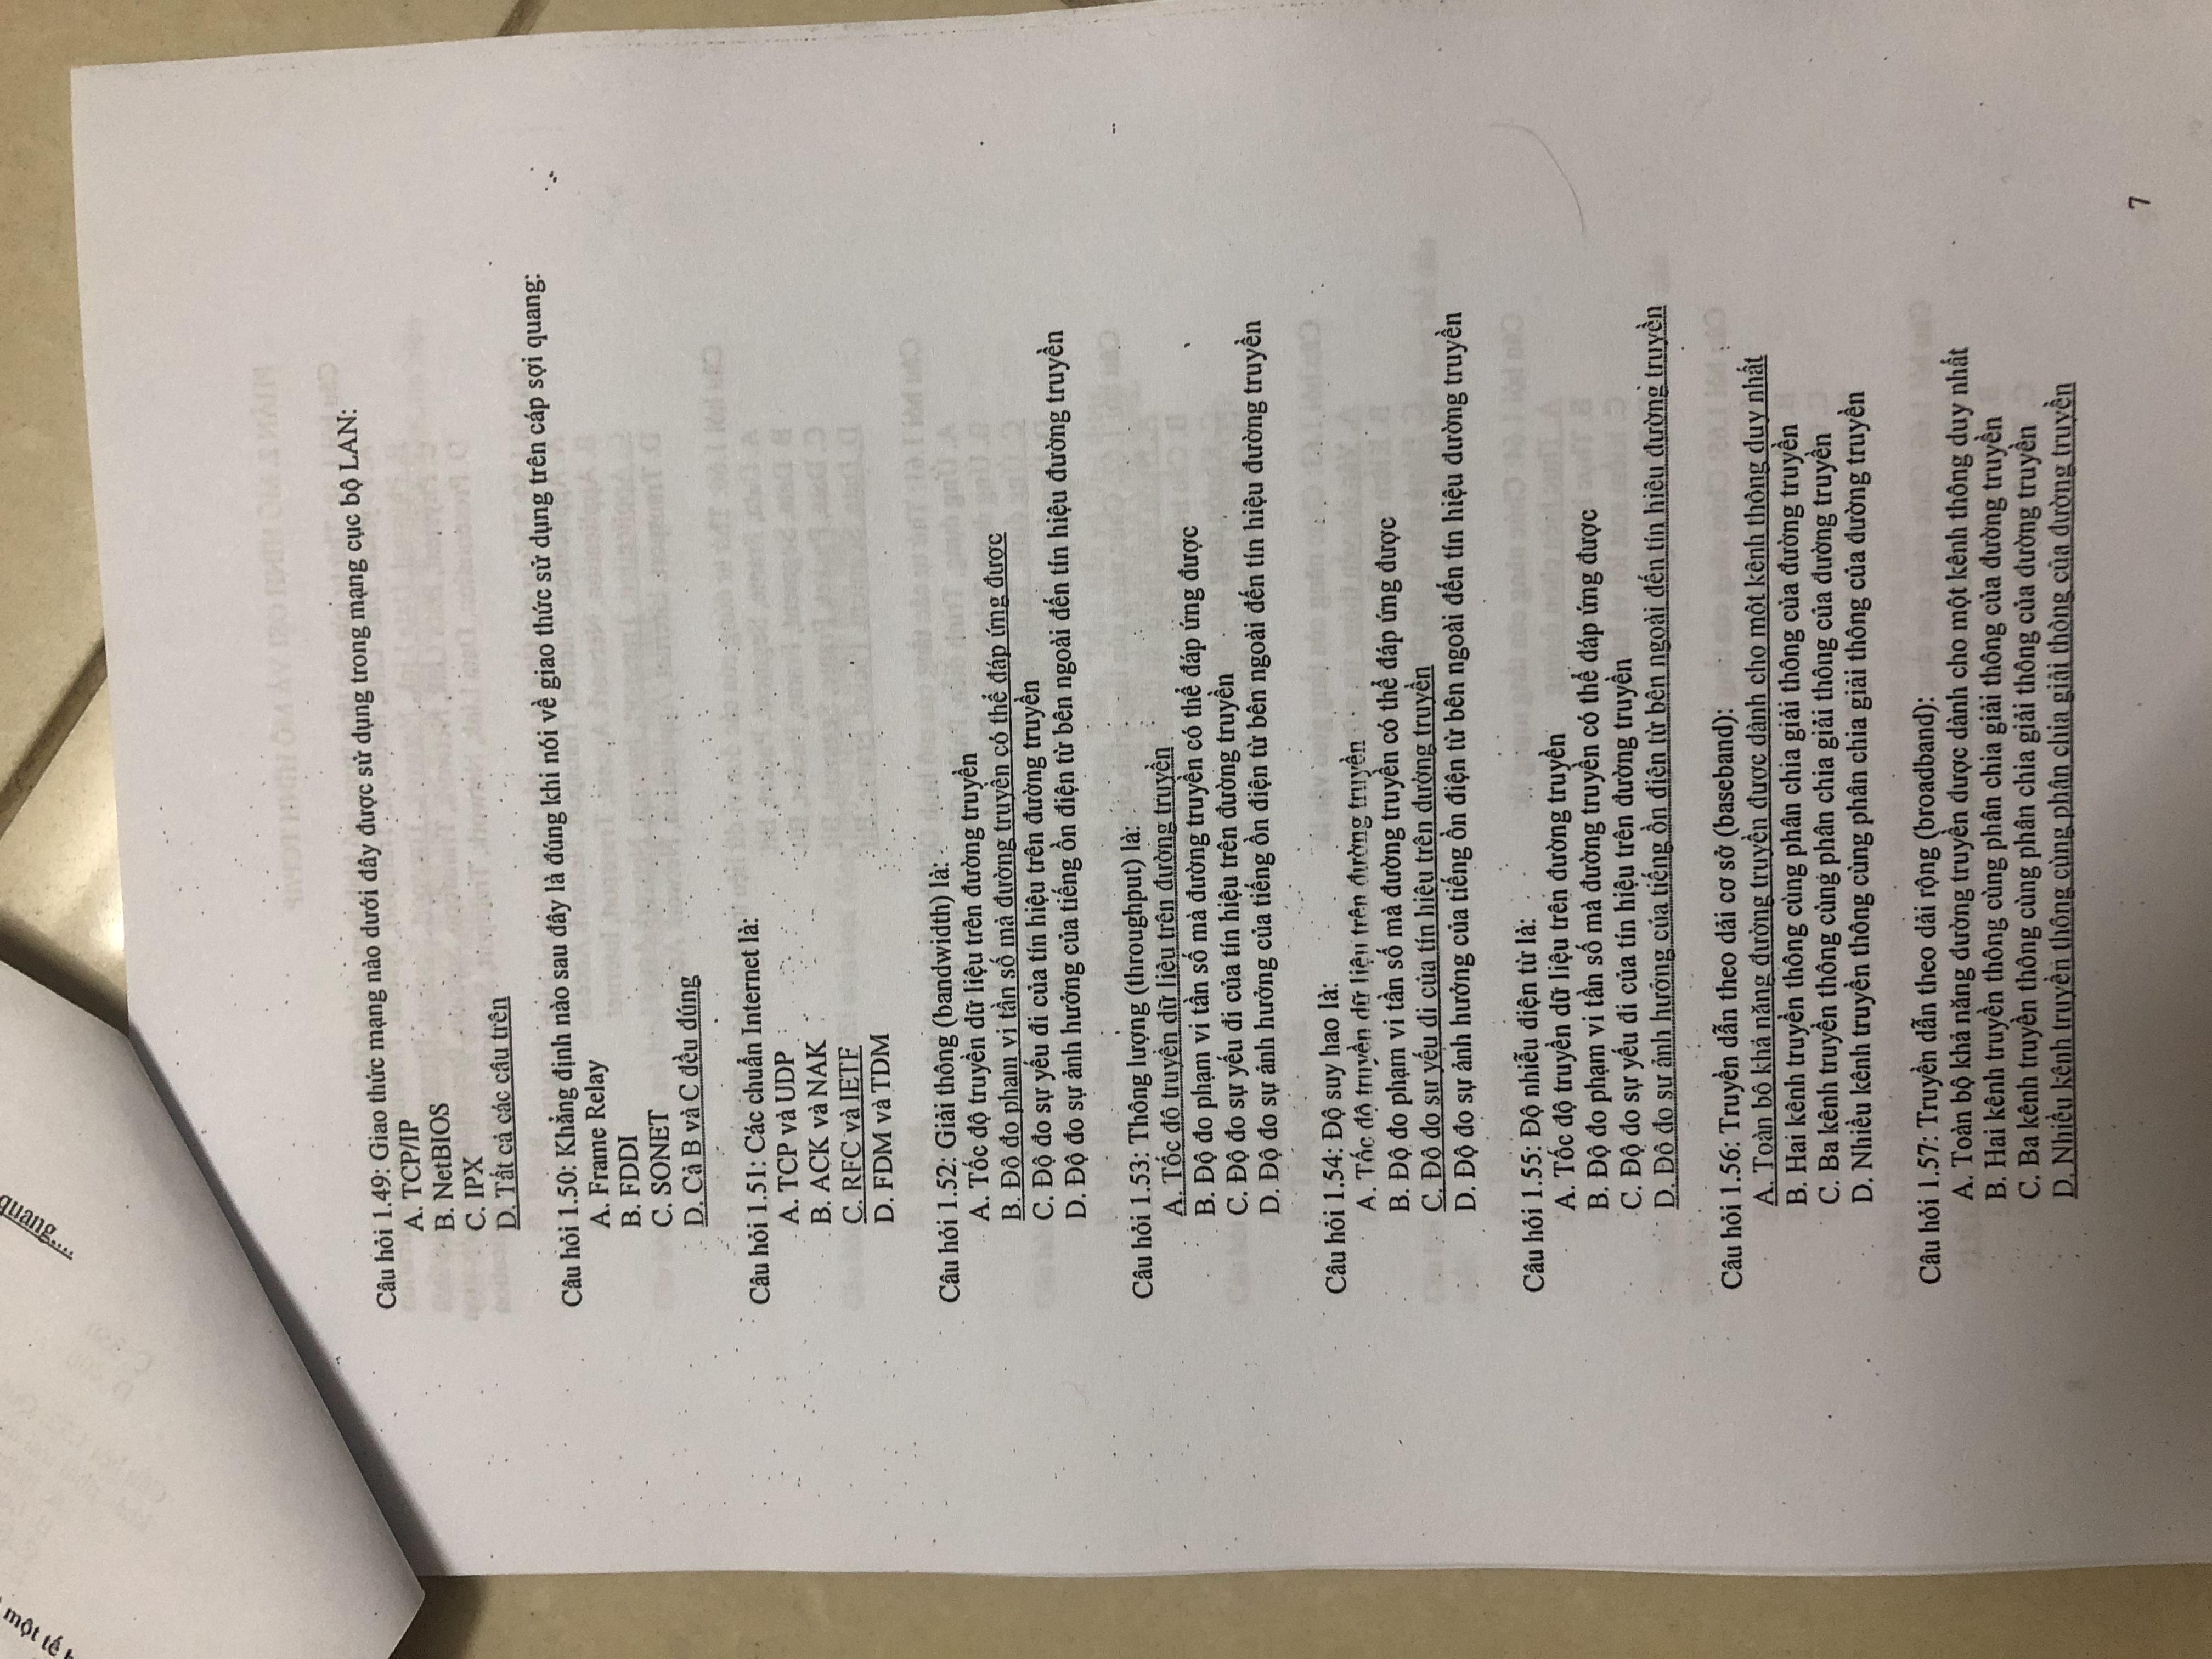 một tê
quang....
Câu hỏi 1.49: Giao thức mạng nào dưới đây được sử dụng trong mạng cục bộ LAN:
A. TCP/IP
B. NetBIOS
C. IPX
D. Tất cả các câu trên
Câu hỏi 1.50: Khẳng định nào sau đây là đúng khi nói về giao thức sử dụng trên cáp sợi quang:
A. Frame Relay
B. FDDI
C. SONET
D. Cả B và C đều đúng
Câu hỏi 1.51: Các chuẩn Internet là:
A. TCP và UDP
B. ACK và NAK
C. RFC và IETF
D. FDM và TDM
Câu hỏi 1.52: Giải thông (bandwidth) là:
A. Tốc độ truyền dữ liệu trên đường truyền
B. Độ đo phạm vi tần số mà đường truyền có thể đáp ứng được
C. Độ đo sự yếu đi của tín hiệu trên đường truyền
D. Độ đo sự ảnh hưởng của tiếng ồn điện từ bên ngoài đến tín hiệu đường truyền
Câu hỏi 1.53: Thông lượng (throughput) là:
A. Tốc độ truyền dữ liệu trên đường truyền
B. Độ đo phạm vi tần số mà đường truyền có thể đáp ứng được
C. Độ đo sự yếu đi của tín hiệu trên đường truyền
D. Độ đo sự ảnh hưởng của tiếng ồn điện từ bên ngoài đến tín hiệu đường truyền
Câu hỏi 1.54: Độ suy hao là:
A. Tốc độ truyền dữ liệu trên đường truyền
B. Độ đo phạm vi tần số mà đường truyền có thể đáp ứng được
C. Độ đo sự yếu đi của tín hiệu trên đường truyền
D. Độ đo sự ảnh hưởng của tiếng ồn điện từ bên ngoài đến tín hiệu đường truyền
Câu hỏi 1.55: Độ nhiễu điện từ là:
A. Tốc độ truyền dữ liệu trên đường truyền
B. Độ đo phạm vi tần số mà đường truyền có thể đáp ứng được
C. Độ đo sự yếu đi của tín hiệu trên đường truyền
D. Độ đo sự ảnh hưởng của tiếng ồn điện từ bên ngoài đến tín hiệu đường truyền
Câu hỏi 1.56: Truyền dẫn theo dải cơ sở (baseband):
A. Toàn bộ khả năng đường truyền được dành cho một kênh thông duy nhất
B. Hai kênh truyền thông cùng phân chia giải thông của đường truyền
C. Ba kênh truyền thông cùng phân chia giải thông của đường truyền
D. Nhiều kênh truyền thông cùng phân chia giải thông của đường truyền
Câu hỏi 1.57: Truyền dẫn theo dải rộng (broadband):
A. Toàn bộ khả năng đường truyền được dành cho một kênh thông duy nhất
B. Hai kênh truyền thông cùng phân chia giải thông của đường truyền
C. Ba kênh truyền thông cùng phân chia giải thông của đường truyền
D. Nhiều kênh truyền thông cùng phân chia giải thông của đường truyền
7